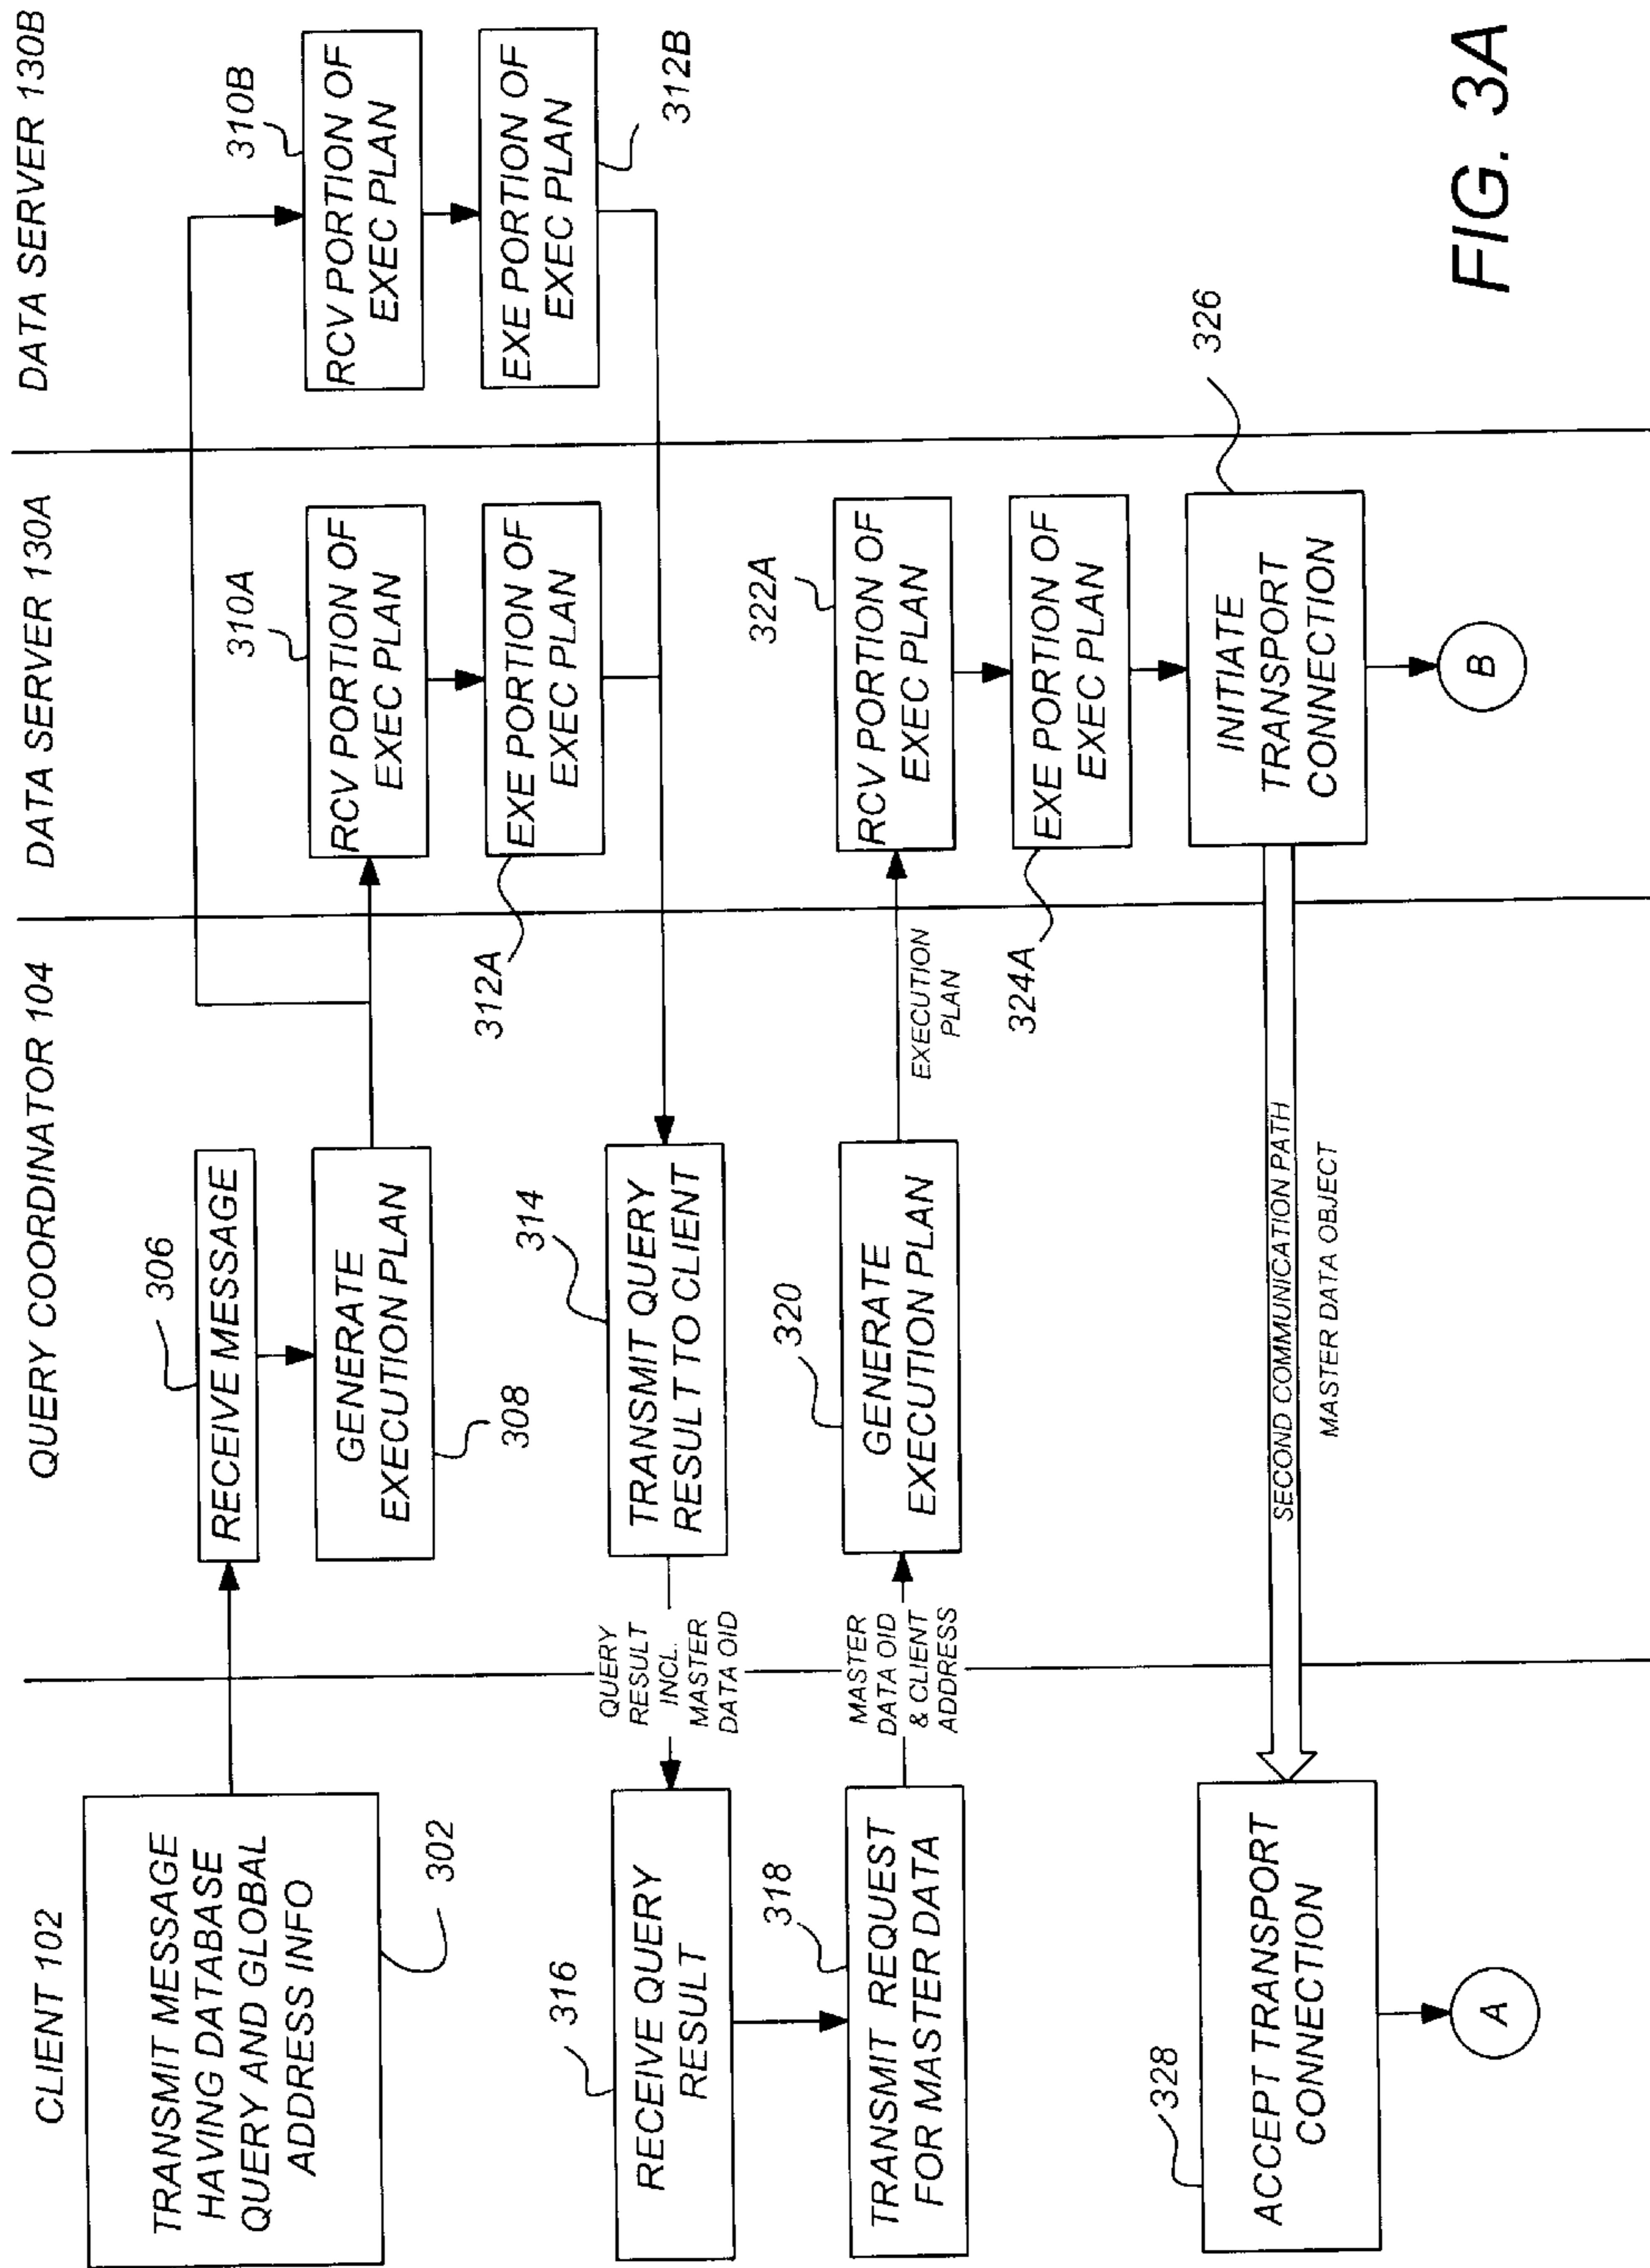 CLIENT 102
QUERY COORDINATOR 104
DATA SERVER 130A
DATA SERVER 130B
TRANSMIT MESSAGE
HAVING DATABASE
QUERY AND GLOBAL
ADDRESS INFO
302
306
RECEIVE MESSAGE
GENERATE
EXECUTION PLAN
308
310A
RCV PORTION OF
EXEC PLAN
EXE PORTION OF
EXEC PLAN
312A
310B
RCV PORTION OF
EXEC PLAN
EXE PORTION OF
EXEC PLAN
312B
314
TRANSMIT QUERY
RESULT TO CLIENT
QUERY
RESULT
INCL.
MASTER
DATA OID
316
RECEIVE QUERY
RESULT
318
TRANSMIT REQUEST
FOR MASTER DATA
MASTER
DATA OID
& CLIENT
ADDRESS
320
GENERATE
EXECUTION PLAN
EXECUTION
PLAN
322A
RCV PORTION OF
EXEC PLAN
EXE PORTION OF
EXEC PLAN
324A
326
INITIATE
TRANSPORT
CONNECTION
B
SECOND COMMUNICATION PATH
MASTER DATA OBJECT
328
ACCEPT TRANSPORT
CONNECTION
A
FIG. 3A